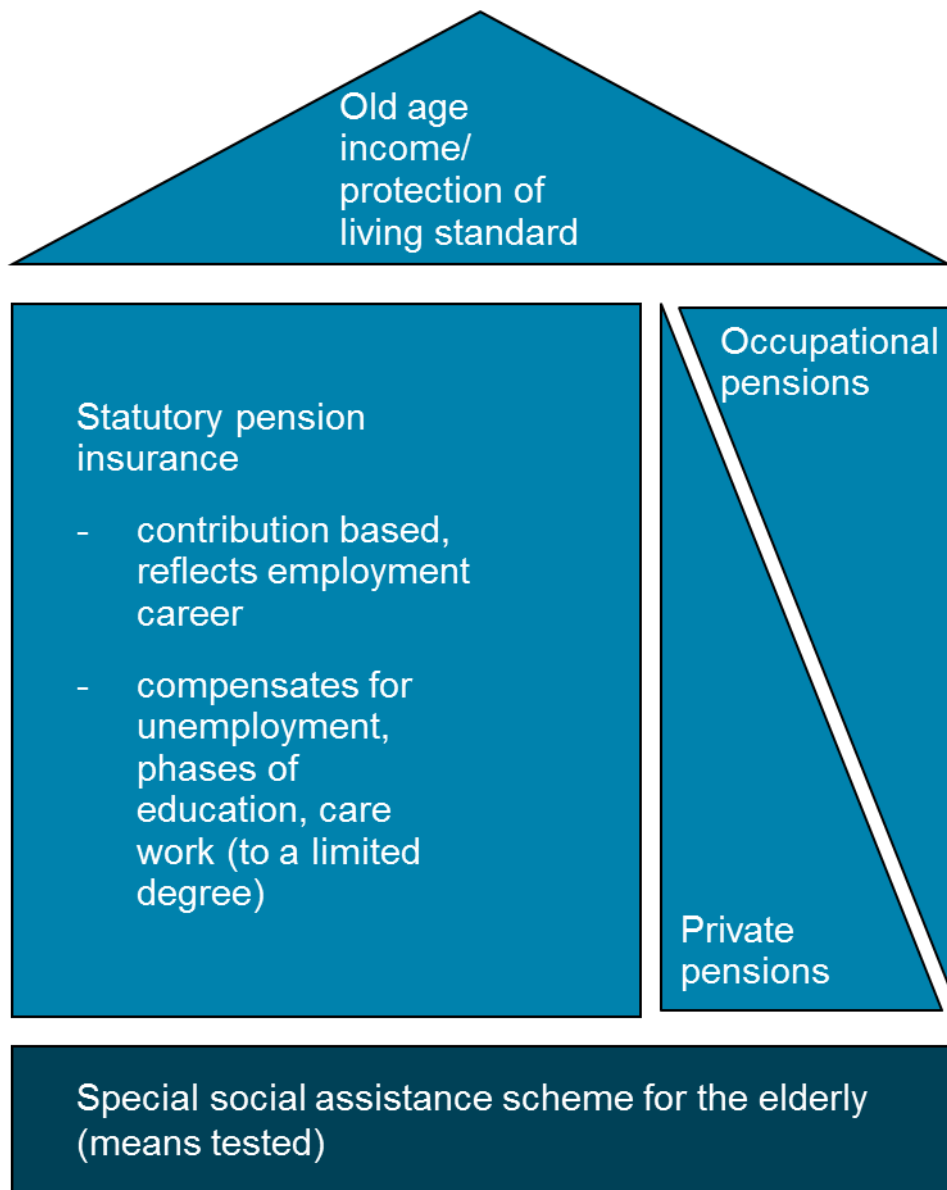 Old age
income/
protection of
living standard
Statutory pension
insurance
- contribution based,
reflects employment
career
- compensates for
unemployment,
phases of
education, care
work (to a limited
degree)
Occupational
pensions
Private
pensions
Special social assistance scheme for the elderly
(means tested)